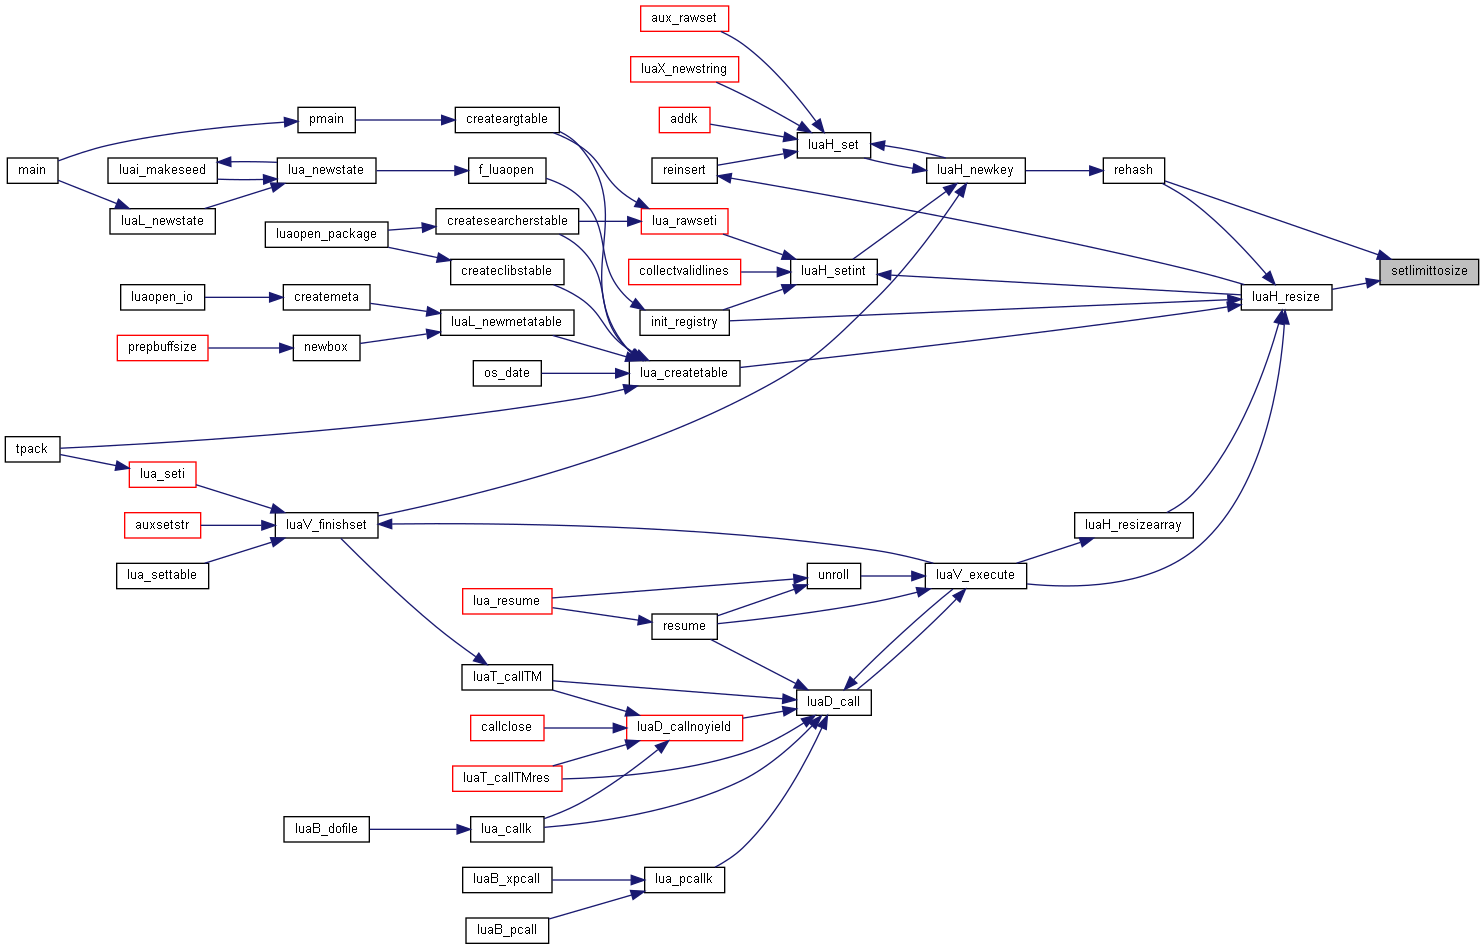 aux_rawset
luaX_newstring
addk
pmain
createargtable
luaH_set
main
luai_makeseed
lua_newstate
f_luaopen
reinsert
luaH_newkey
rehash
luaL_newstate
createsearcherstable
lua_rawseti
luaopen_package
createclibstable
collectvalidlines
luaH_setint
setlimittosize
luaopen_io
createmeta
luaH_resize
luaL_newmetatable
init_registry
prepbuffsize
newbox
os_date
lua_createtable
tpack
lua_seti
auxsetstr
luaV_finishset
luaH_resizearray
lua_settable
unroll
luaV_execute
lua_resume
resume
luaT_callTM
luaD_call
callclose
luaD_callnoyield
luaT_callTMres
luaB_dofile
lua_callk
luaB_xpcall
lua_pcallk
luaB_pcall